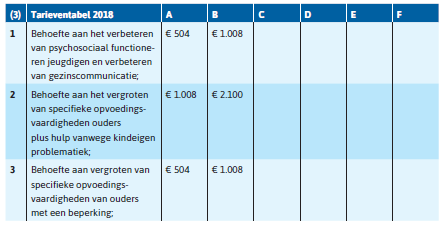 (3) Tarieventabel 2018 A B C D E F
1 Behoefte aan het verbeteren € 504 € 1.008
van psychosociaal functione-
ren jeugdigen en verbeteren
van gezinscommunicatie;
2 Behoefte aan het vergroten € 1.008 € 2.100
van specifieke opvoedings-
vaardigheden ouders
plus hulp vanwege kindeigen
problematiek;
3 Behoefte aan vergroten van € 504 € 1.008
specifieke opvoedings-
vaardigheden van ouders
met een beperking;